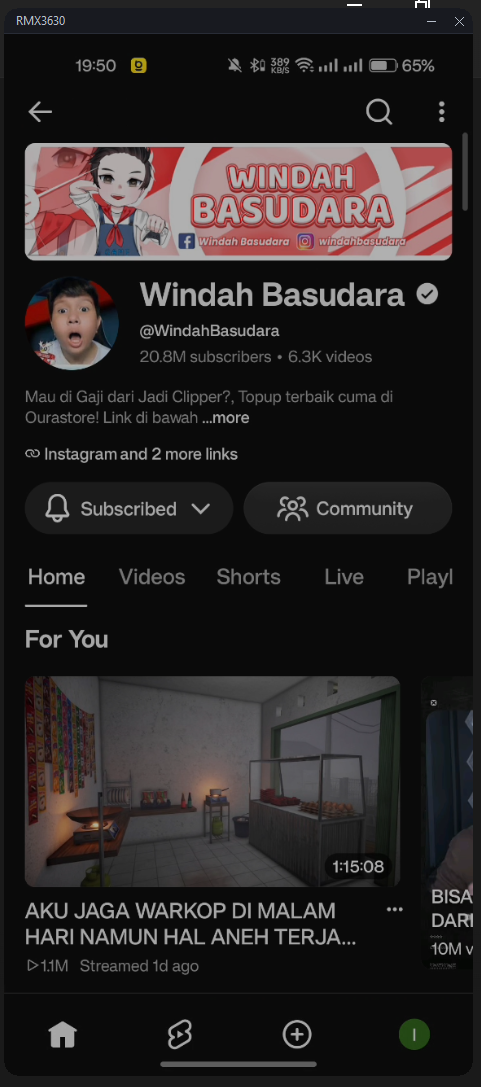 RMX3630
19:50
389
KB/S
65%
WINDAH
BASUDARA
Windah Basudara windahbasudara
Windah Basudara
@WindahBasudara
20.8M subscribers • 6.3K videos
Mau di Gaji dari Jadi Clipper?, Topup terbaik cuma di
Ourastore! Link di bawah ...more
Instagram and 2 more links
Subscribed
Community
Home Videos Shorts Live Playl
For You
1:15:08
AKU JAGA WARKOP DI MALAM
HARI NAMUN HAL ANEH TERJA...
1.1M Streamed 1d ago
BISA
DARI
10M v
I